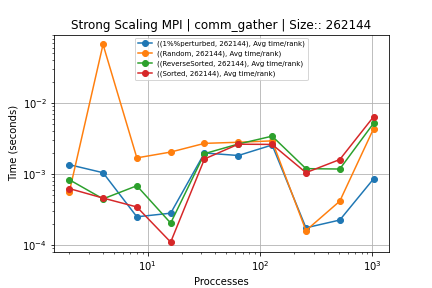 Strong Scaling MPI | comm_gather | Size:: 262144
((1%%perturbed, 262144), Avg time/rank)
((Random, 262144), Avg time/rank)
((ReverseSorted, 262144), Avg time/rank)
((Sorted, 262144), Avg time/rank)
Time (seconds)
10⁻²
10⁻³
10⁻⁴
10¹
10²
10³
Proccesses